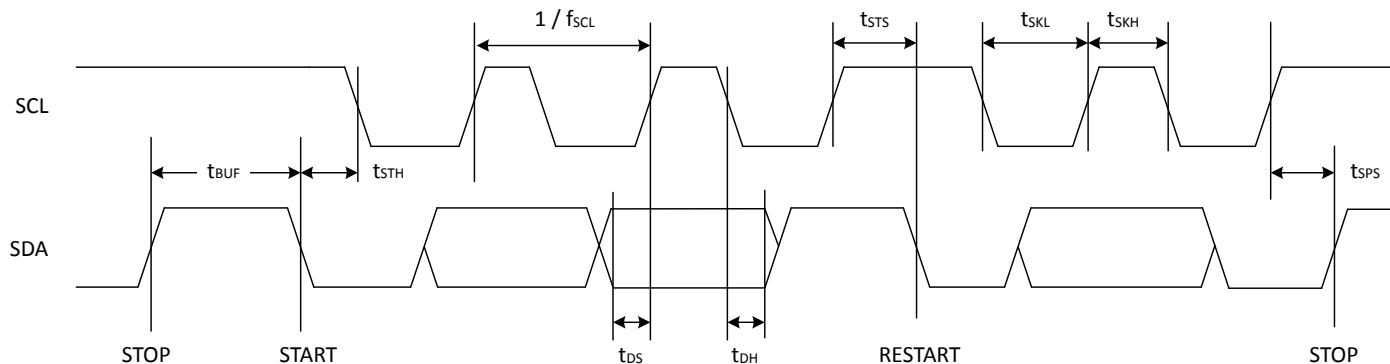 1 / fSCL
tSTS
tSKL
tSKH
SCL
tBUF
tSTH
tSPS
SDA
tDS
tDH
STOP
START
RESTART
STOP